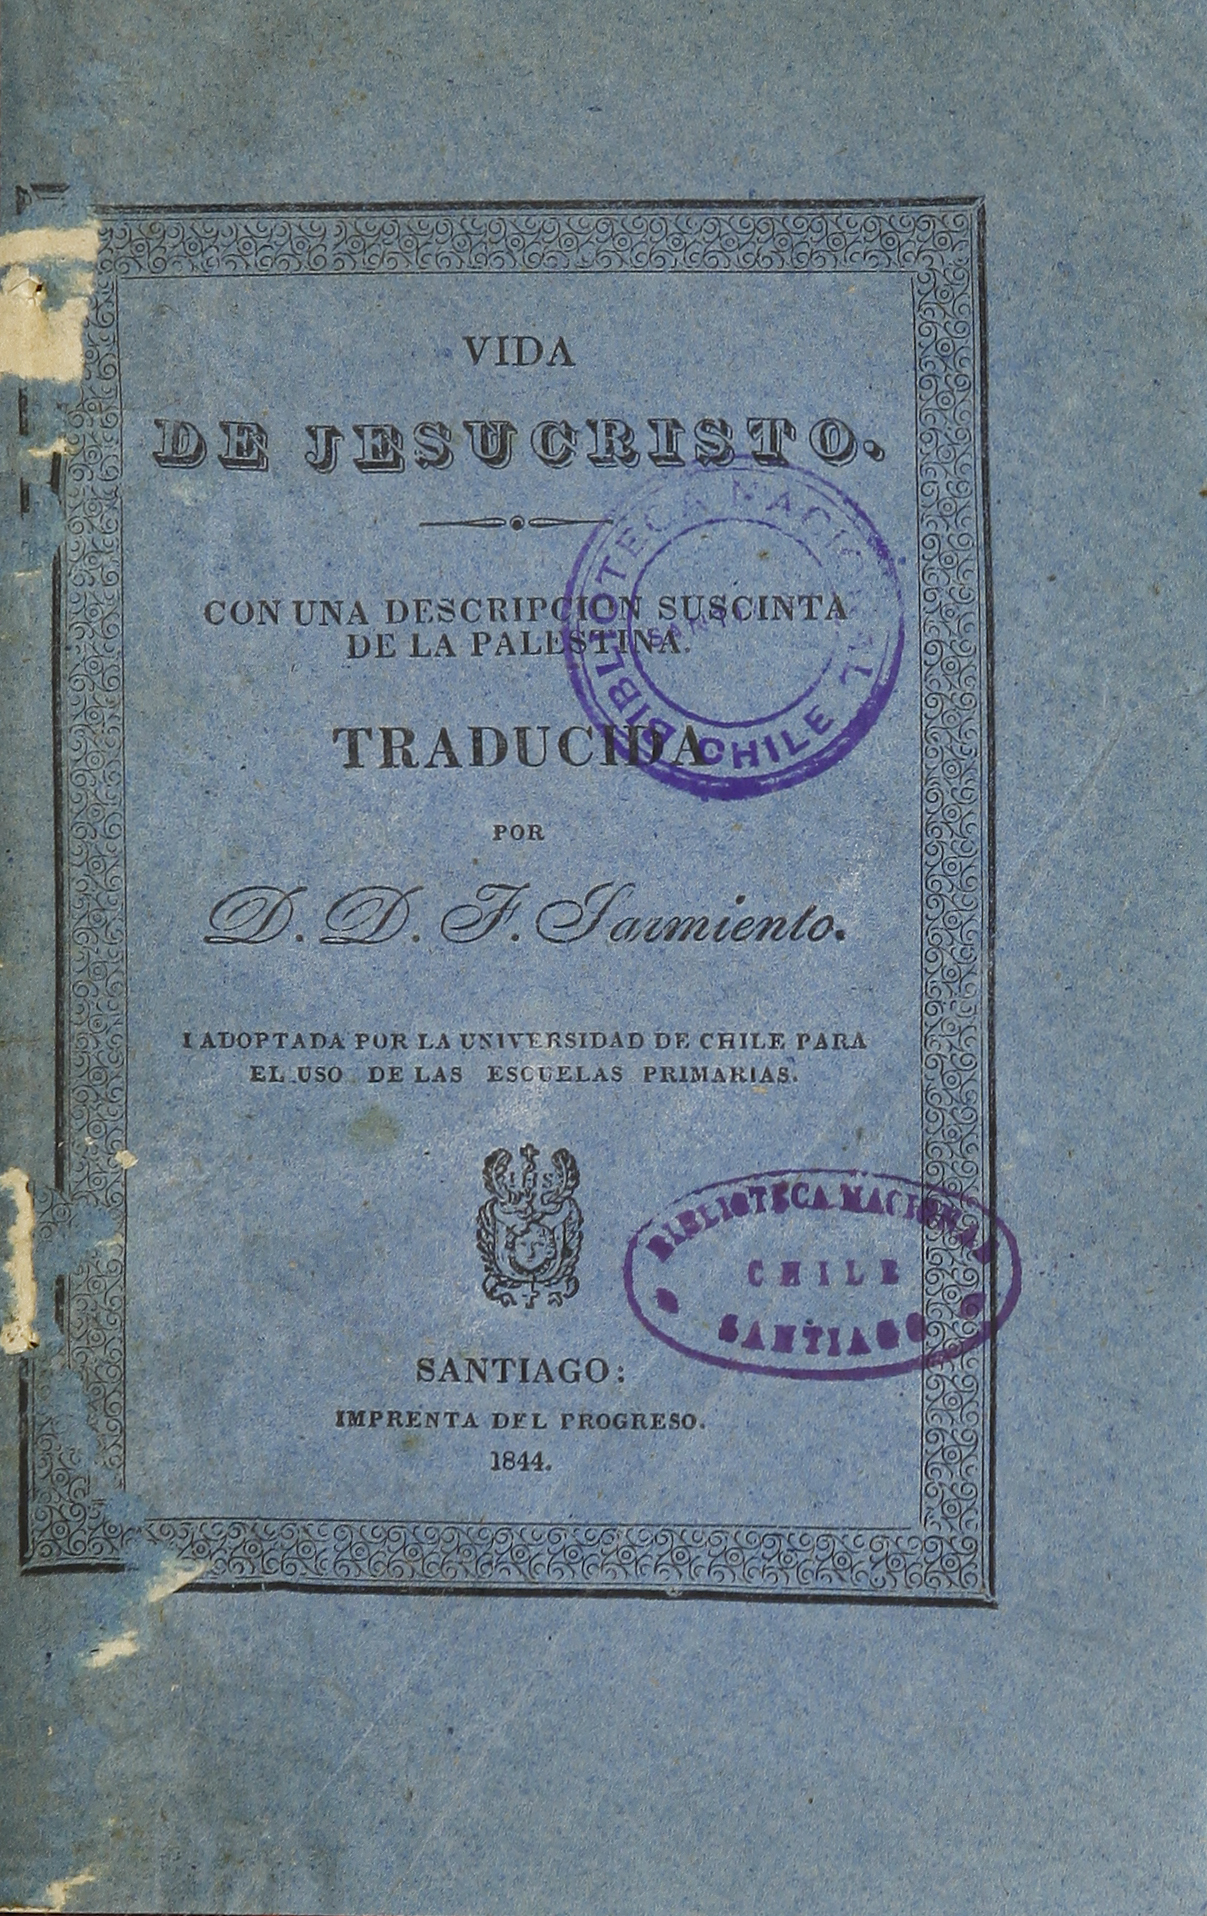 VIDA
DE JESUCRISTO.
CON UNA DESCRIPCION SUSCINTA
DE LA PALESTINA.
TRADUCIDA
POR
D. D. F. Sarmiento.
I ADOPTADA POR LA UNIVERSIDAD DE CHILE PARA
EL USO DE LAS ESCUELAS PRIMARIAS.
IHS
SANTIAGO:
IMPRENTA DEL PROGRESO.
1844.
BIBLIOTECA NACIONAL
CHILE
BIBLIOTECA NACIONAL
CHILE
SANTIAGO